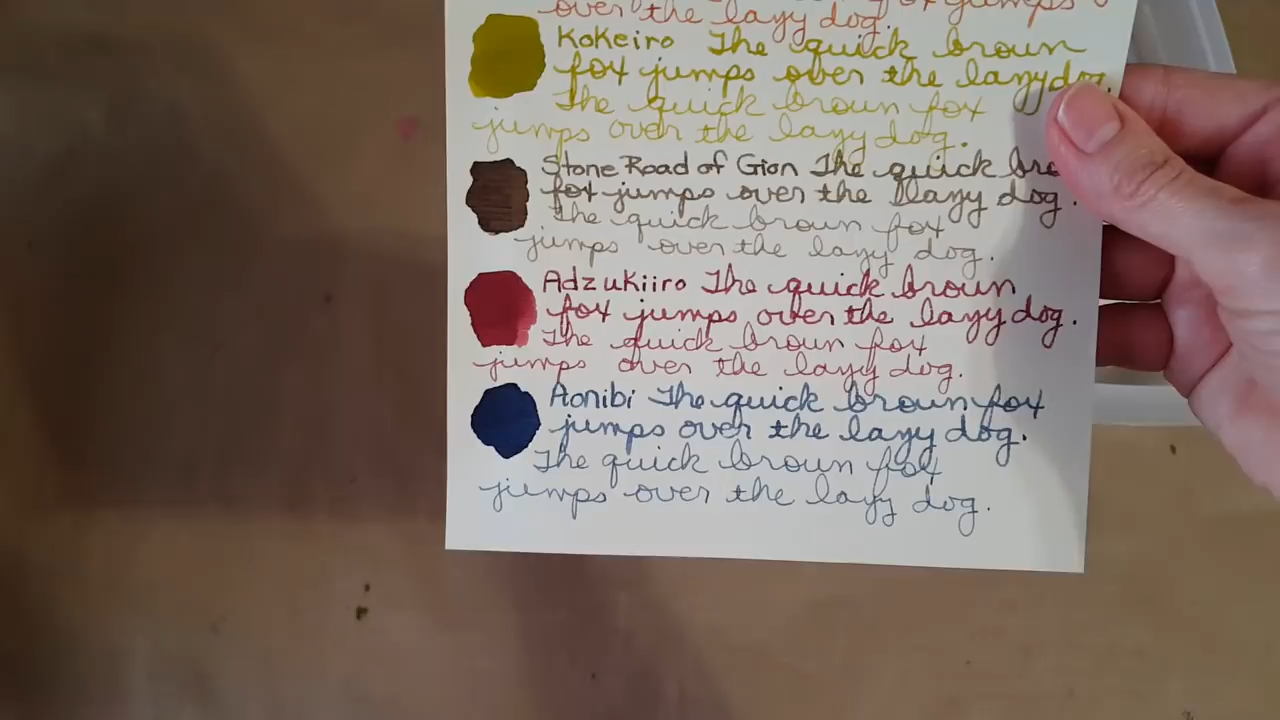 over the lazy dog.
Kokeiro The quick brown
fox jumps over the lazy dog.
The quick brown fox
jumps over the lazy dog.
Stone Road of Gion The quick bro
fox jumps over the lazy dog.
The quick brown fox
jumps over the lazy dog.
Adzukiiro The quick brown
fox jumps over the lazy dog.
The quick brown fox
jumps over the lazy dog.
Aonibi The quick brown fox
jumps over the lazy dog.
The quick brown fox
jumps over the lazy dog.